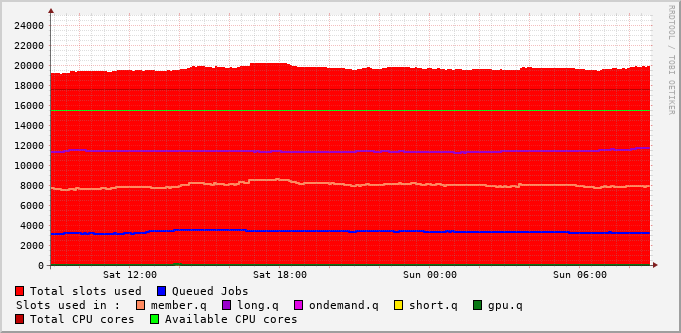 24000
22000
20000
18000
16000
14000
12000
10000
8000
6000
4000
2000
0
Sat 12:00 Sat 18:00 Sun 00:00 Sun 06:00
Total slots used Queued Jobs
Slots used in : member.q long.q ondemand.q short.q gpu.q
Total CPU cores Available CPU cores
RRDTOOL / TOBI OETIKER